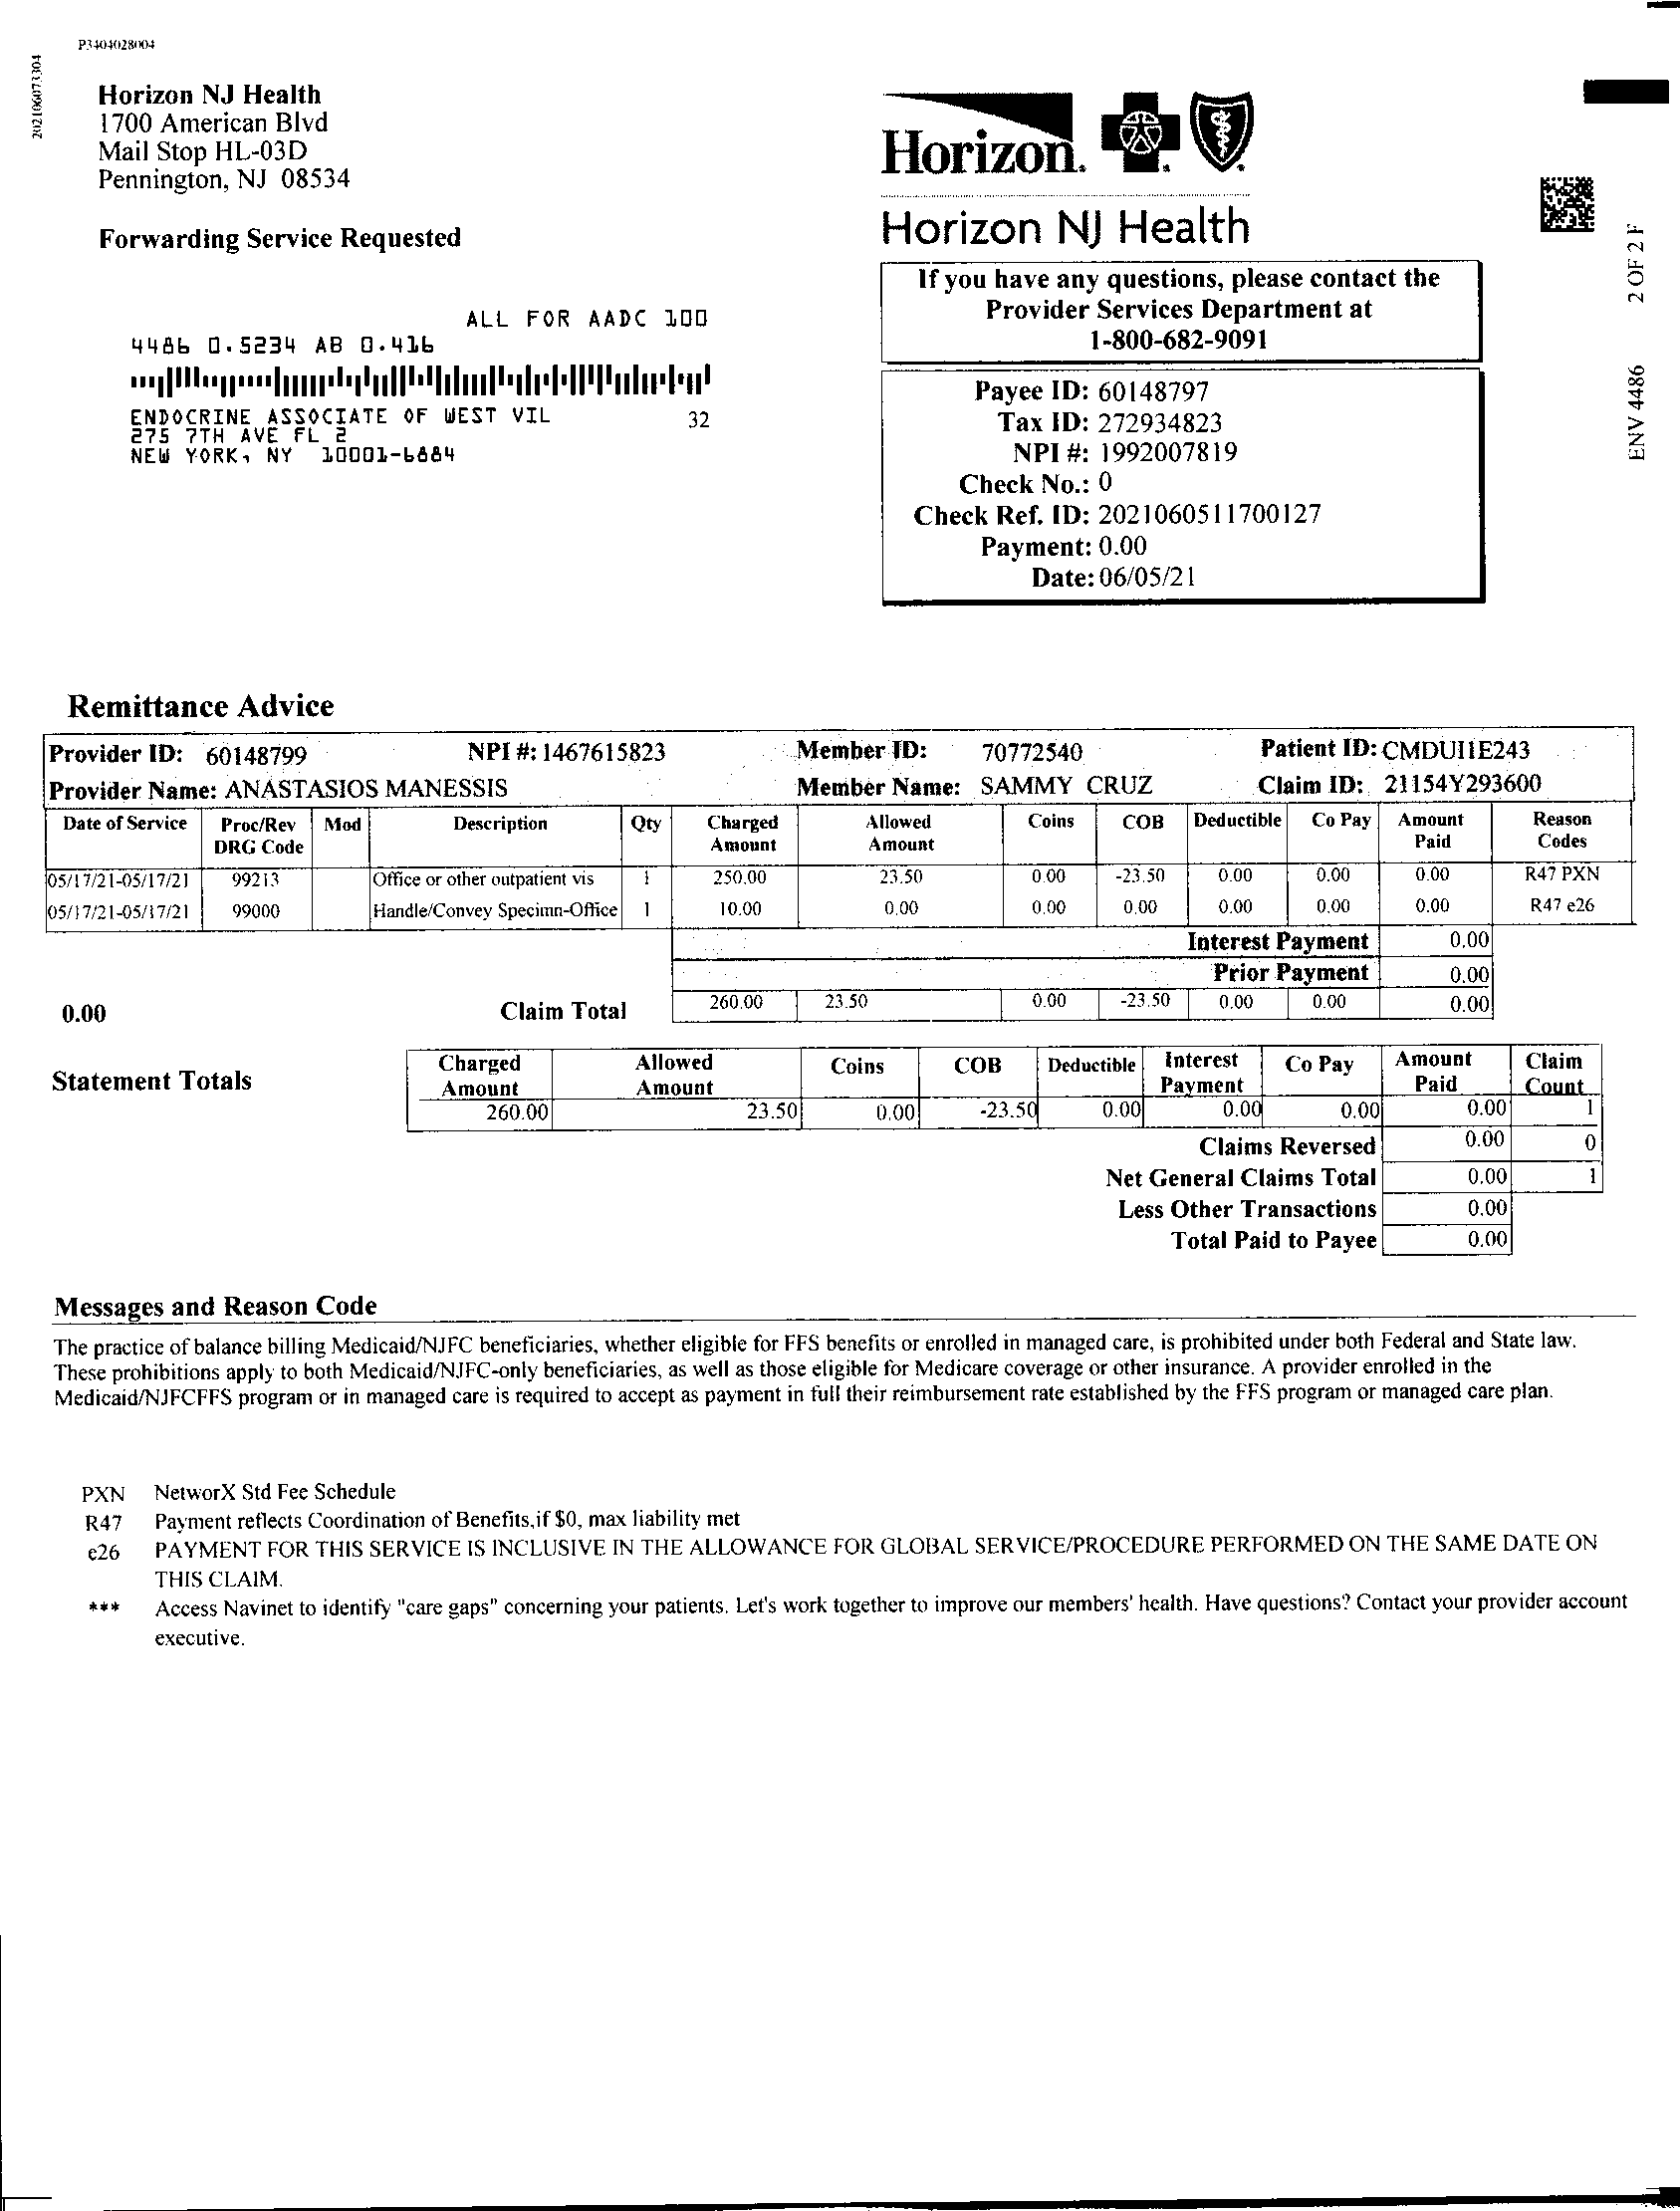 P3404028004
202106073304
Horizon NJ Health
1700 American Blvd
Mail Stop HL-03D
Pennington, NJ 08534
Forwarding Service Requested
Horizon.
Horizon NJ Health
2 OF 2 F
ENV 4486
If you have any questions, please contact the
Provider Services Department at
1-800-682-9091
ALL FOR AADC 100
4486 0.5234 AB 0.416
ENDOCRINE ASSOCIATE OF WEST VIL 32
275 7TH AVE FL 2
NEW YORK, NY 10001-6884
Payee ID: 60148797
Tax ID: 272934823
NPI #: 1992007819
Check No.: 0
Check Ref. ID: 2021060511700127
Payment: 0.00
Date: 06/05/21
Remittance Advice
Provider ID: 60148799 NPI #: 1467615823 Member ID: 70772540 Patient ID: CMDUI1E243
Provider Name: ANASTASIOS MANESSIS Member Name: SAMMY CRUZ Claim ID: 21154Y293600
Date of Service Proc/Rev Mod Description Qty Charged Allowed Coins COB Deductible Co Pay Amount Reason
DRG Code Amount Amount Paid Codes
05/17/21-05/17/21 99213 Office or other outpatient vis 1 250.00 23.50 0.00 -23.50 0.00 0.00 0.00 R47 PXN
05/17/21-05/17/21 99000 Handle/Convey Specimn-Office 1 10.00 0.00 0.00 0.00 0.00 0.00 0.00 R47 e26
Interest Payment 0.00
Prior Payment 0.00
0.00 Claim Total 260.00 23.50 0.00 -23.50 0.00 0.00 0.00
Statement Totals
Charged Allowed Coins COB Deductible Interest Co Pay Amount Claim
Amount Amount Payment Paid Count
260.00 23.50 0.00 -23.50 0.00 0.00 0.00 0.00 1
Claims Reversed 0.00 0
Net General Claims Total 0.00 1
Less Other Transactions 0.00
Total Paid to Payee 0.00
Messages and Reason Code
The practice of balance billing Medicaid/NJFC beneficiaries, whether eligible for FFS benefits or enrolled in managed care, is prohibited under both Federal and State law.
These prohibitions apply to both Medicaid/NJFC-only beneficiaries, as well as those eligible for Medicare coverage or other insurance. A provider enrolled in the
Medicaid/NJFCFFS program or in managed care is required to accept as payment in full their reimbursement rate established by the FFS program or managed care plan.
PXN NetworX Std Fee Schedule
R47 Payment reflects Coordination of Benefits,if $0, max liability met
e26 PAYMENT FOR THIS SERVICE IS INCLUSIVE IN THE ALLOWANCE FOR GLOBAL SERVICE/PROCEDURE PERFORMED ON THE SAME DATE ON
THIS CLAIM.
*** Access Navinet to identify "care gaps" concerning your patients. Let's work together to improve our members' health. Have questions? Contact your provider account
executive.